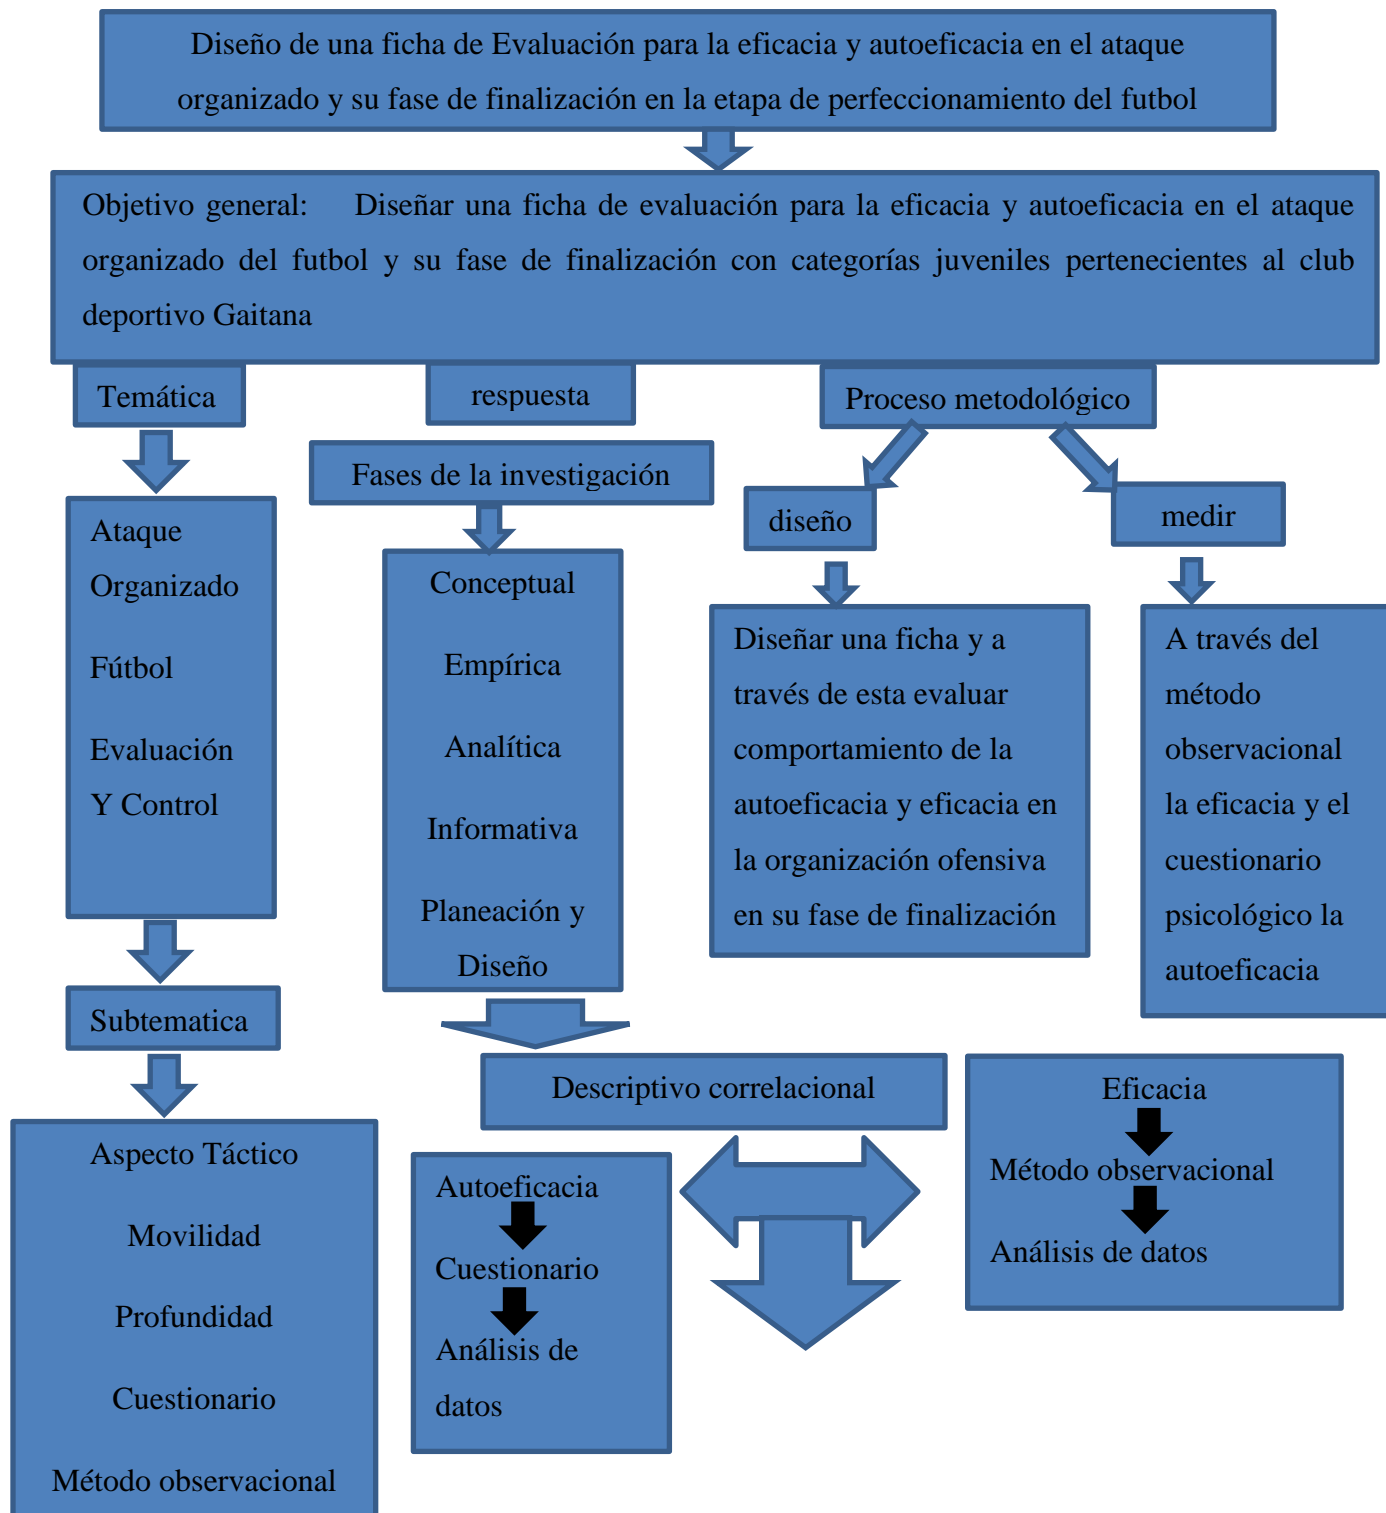 Diseño de una ficha de Evaluación para la eficacia y autoeficacia en el ataque
organizado y su fase de finalización en la etapa de perfeccionamiento del futbol
Objetivo general: Diseñar una ficha de evaluación para la eficacia y autoeficacia en el ataque
organizado del futbol y su fase de finalización con categorías juveniles pertenecientes al club
deportivo Gaitana
Temática
respuesta
Proceso metodológico
Fases de la investigación
diseño
medir
Ataque
Organizado
Fútbol
Evaluación
Y Control
Conceptual
Empírica
Analítica
Informativa
Planeación y
Diseño
Diseñar una ficha y a
través de esta evaluar
comportamiento de la
autoeficacia y eficacia en
la organización ofensiva
en su fase de finalización
A través del
método
observacional
la eficacia y el
cuestionario
psicológico la
autoeficacia
Subtematica
Descriptivo correlacional
Aspecto Táctico
Movilidad
Profundidad
Cuestionario
Método observacional
Autoeficacia
Cuestionario
Análisis de
datos
Eficacia
Método observacional
Análisis de datos